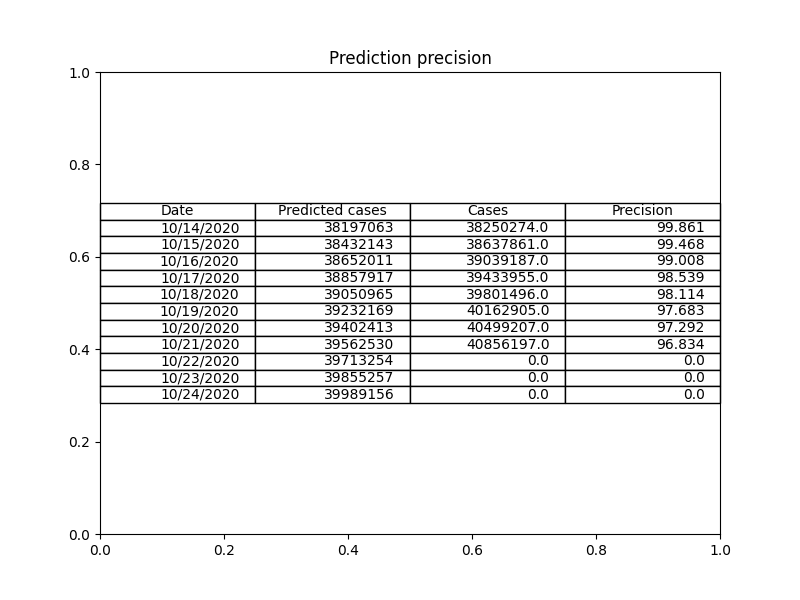 Prediction precision
1.0
0.8
Date Predicted cases Cases Precision
10/14/2020 38197063 38250274.0 99.861
10/15/2020 38432143 38637861.0 99.468
0.6
10/16/2020 38652011 39039187.0 99.008
10/17/2020 38857917 39433955.0 98.539
10/18/2020 39050965 39801496.0 98.114
10/19/2020 39232169 40162905.0 97.683
10/20/2020 39402413 40499207.0 97.292
10/21/2020 39562530 40856197.0 96.834
0.4
10/22/2020 39713254 0.0 0.0
10/23/2020 39855257 0.0 0.0
10/24/2020 39989156 0.0 0.0
0.2
0.0
0.0 0.2 0.4 0.6 0.8 1.0